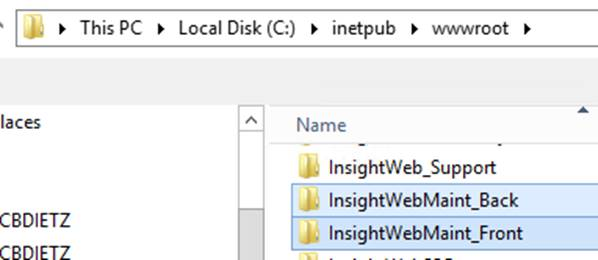 This PC Local Disk (C:) inetpub wwwroot
laces
Name
InsightWeb_Support
InsightWebMaint_Back
CBDIETZ
InsightWebMaint_Front
CBDIETZ